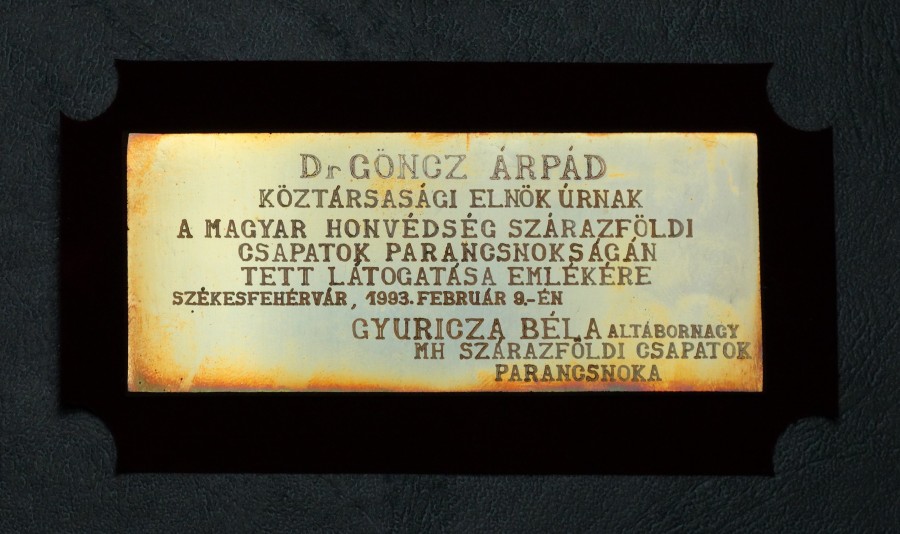 Dr GÖNCZ ÁRPÁD
KÖZTÁRSASÁGI ELNÖK ÚRNAK
A MAGYAR HONVÉDSÉG SZÁRAZFÖLDI
CSAPATOK PARANCSNOKSÁGÁN
TETT LÁTOGATÁSA EMLÉKÉRE
SZÉKESFEHÉRVÁR, 1993. FEBRUÁR 9.-ÉN
GYURICZA BÉLA ALTÁBORNAGY
MH SZÁRAZFÖLDI CSAPATOK
PARANCSNOKA